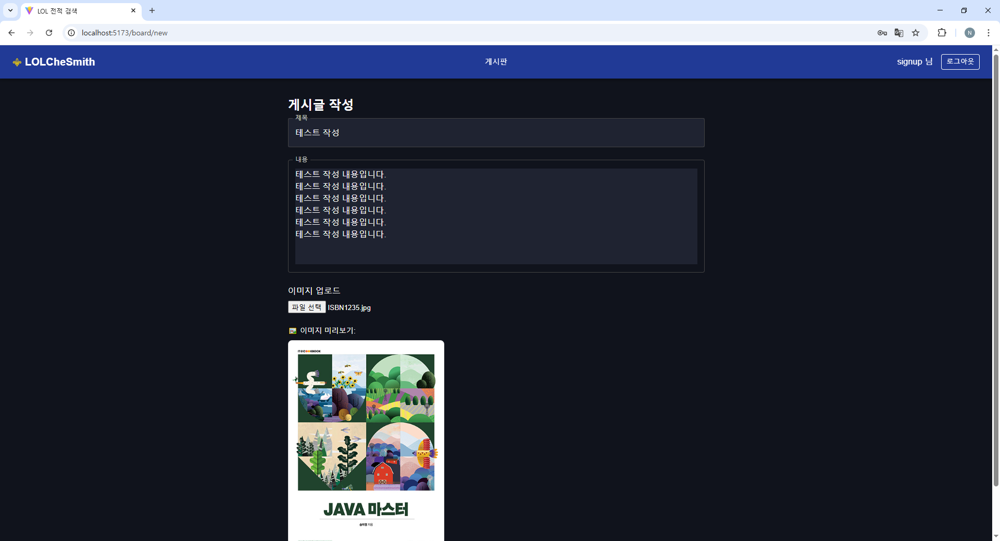 LOL 전적 검색
localhost:5173/board/new
N
LOLCheSmith
게시판
signup 님
로그아웃
게시글 작성
제목
테스트 작성
내용
테스트 작성 내용입니다.
테스트 작성 내용입니다.
테스트 작성 내용입니다.
테스트 작성 내용입니다.
테스트 작성 내용입니다.
테스트 작성 내용입니다.
이미지 업로드
파일 선택 ISBN1235.jpg
이미지 미리보기:
IT@COOKBOOK
JAVA 마스터
송미영 지음